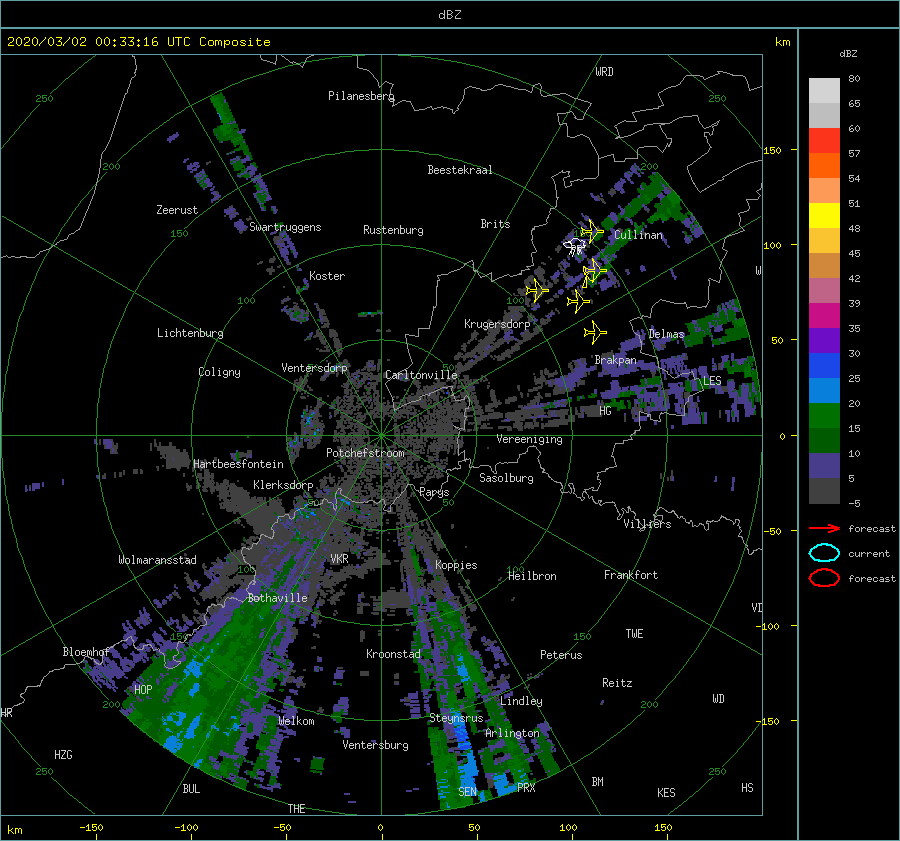 dBZ
2020/03/02 00:33:16 UTC Composite
km
dBZ
WRD
80
250
Pilanesberg
250
65
60
150
57
200
Beestekraal
200
54
Zeerust
51
150
Swartruggens
Rustenburg
Brits
Cullinan
48
100
45
W
Koster
42
100
100
39
Krugersdorp
35
Lichtenburg
Delmas
50
30
Coligny
Ventersdorp
Carltonville
Brakpan
LES
25
HG
20
Vereeniging
0
15
Potchefstroom
Hartbeesfontein
10
Klerksdorp
Parys
Sasolburg
5
50
50
-5
Villiers
forecast
-50
Wolmaransstad
VKR
Koppies
current
100
Heilbron
100
Frankfort
forecast
Bothaville
VD
-100
150
150
TWE
Bloemhof
Kroonstad
Peterus
HOP
Reitz
HR
200
Lindley
200
WD
Welkom
Steynsrus
-150
Arlington
HZG
Ventersburg
250
250
BUL
SEN
PRX
BM
KES
HS
THE
km
-150
-100
-50
0
50
100
150